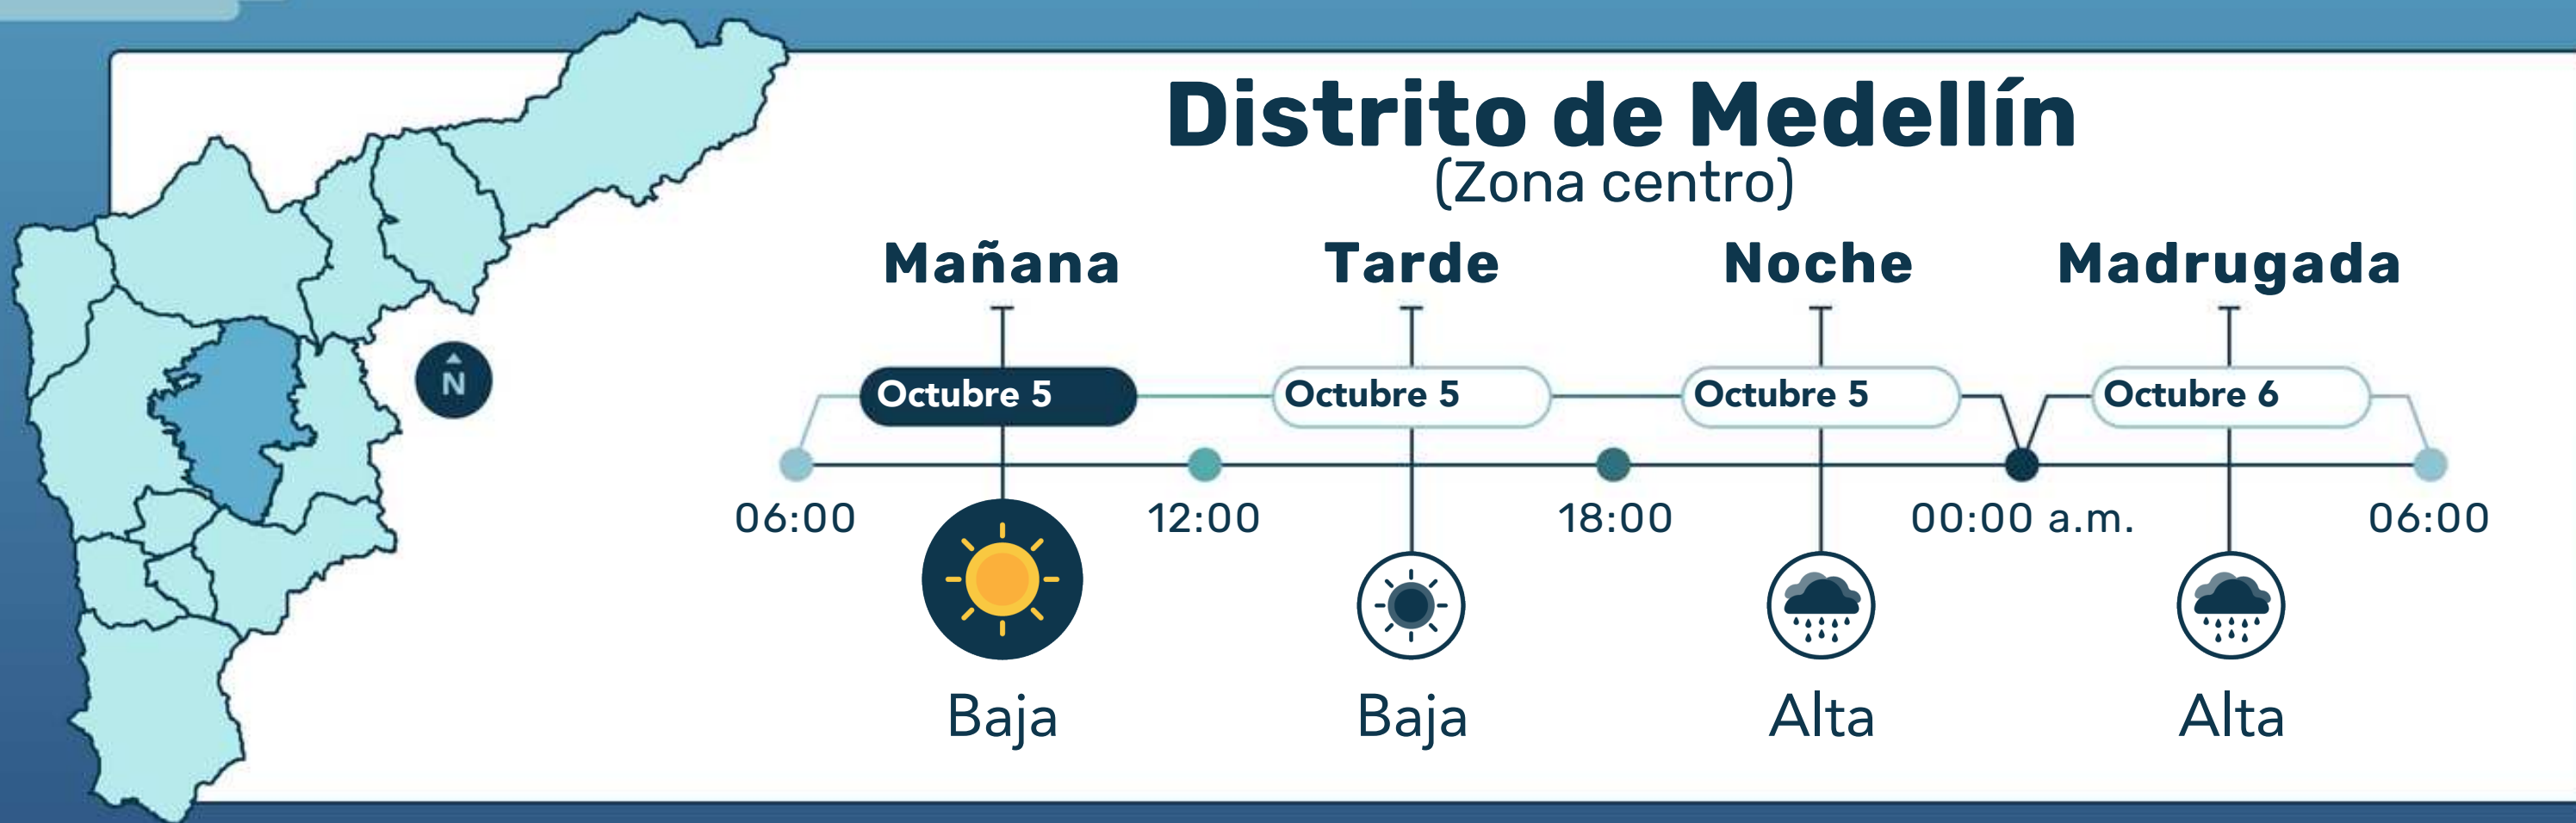 Distrito de Medellín
(Zona centro)
Mañana Tarde Noche Madrugada
N
Octubre 5 Octubre 5 Octubre 5 Octubre 6
06:00 12:00 18:00 00:00 a.m. 06:00
Baja Baja Alta Alta